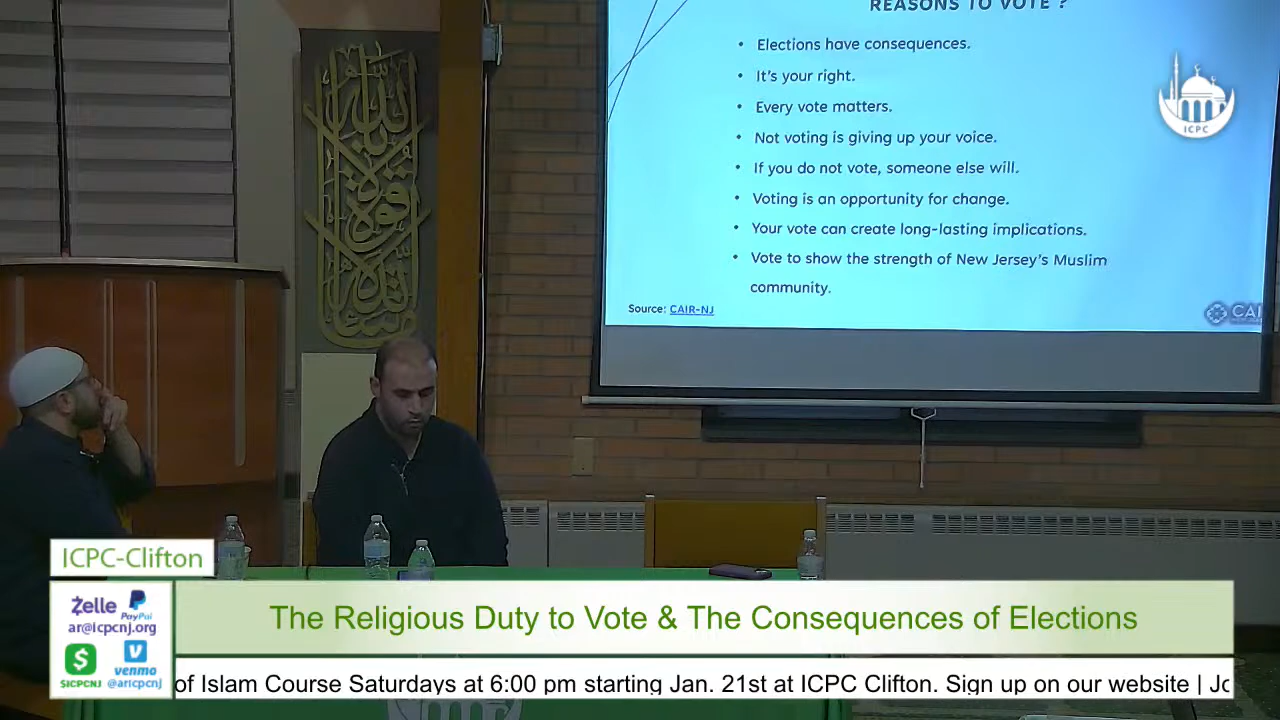 REASONS TO VOTE ?
• Elections have consequences.
• It's your right.
• Every vote matters.
• Not voting is giving up your voice.
• If you do not vote, someone else will.
• Voting is an opportunity for change.
• Your vote can create long-lasting implications.
• Vote to show the strength of New Jersey's Muslim
community.
Source: CAIR-NJ
CAI
ICPC
ICPC-Clifton
Zelle
PayPal
ar@icpcnj.org
$ICPCNJ
venmo
@aricpcnj
The Religious Duty to Vote & The Consequences of Elections
of Islam Course Saturdays at 6:00 pm starting Jan. 21st at ICPC Clifton. Sign up on our website | Jo